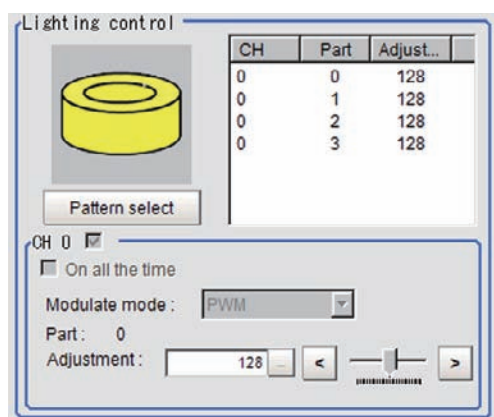 Lighting control
CH Part Adjust...
0 0 128
0 1 128
0 2 128
0 3 128
Pattern select
CH 0
On all the time
Modulate mode : PWM
Part : 0
Adjustment : 128 ... < >